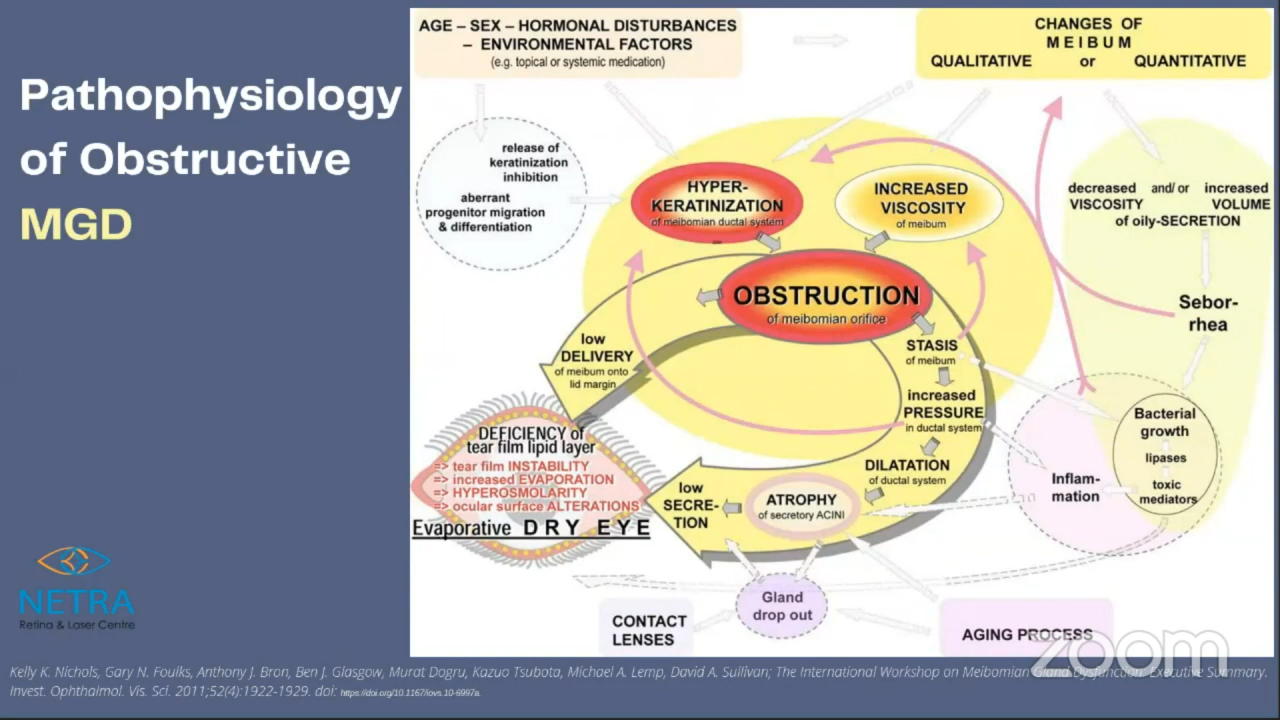 Pathophysiology
of Obstructive
MGD
AGE – SEX – HORMONAL DISTURBANCES
– ENVIRONMENTAL FACTORS
(e.g. topical or systemic medication)
CHANGES OF
MEIBUM
QUALITATIVE or QUANTITATIVE
release of
keratinization
inhibition
aberrant
progenitor migration
& differentiation
HYPER-
KERATINIZATION
of meibomian ductal system
INCREASED
VISCOSITY
of meibum
decreased and/ or increased
VISCOSITY VOLUME
of oily-SECRETION
OBSTRUCTION
of meibomian orifice
Sebor-
rhea
low
DELIVERY
of meibum onto
lid margin
STASIS
of meibum
increased
PRESSURE
in ductal system
DILATATION
of ductal system
Bacterial
growth
lipases
toxic
mediators
Inflam-
mation
DEFICIENCY of
tear film lipid layer
=> tear film INSTABILITY
=> increased EVAPORATION
=> HYPEROSMOLARITY
=> ocular surface ALTERATIONS
Evaporative DRY EYE
low
SECRE-
TION
ATROPHY
of secretory ACINI
Gland
drop out
CONTACT
LENSES
AGING PROCESS
zoom
NETRA
Retina & Laser Centre
Kelly K. Nichols, Gary N. Foulks, Anthony J. Bron, Ben J. Glasgow, Murat Dogru, Kazuo Tsubota, Michael A. Lemp, David A. Sullivan; The International Workshop on Meibomian Gland Dysfunction: Executive Summary.
Invest. Ophthalmol. Vis. Sci. 2011;52(4):1922-1929. doi: https://doi.org/10.1167/iovs.10-6997a.